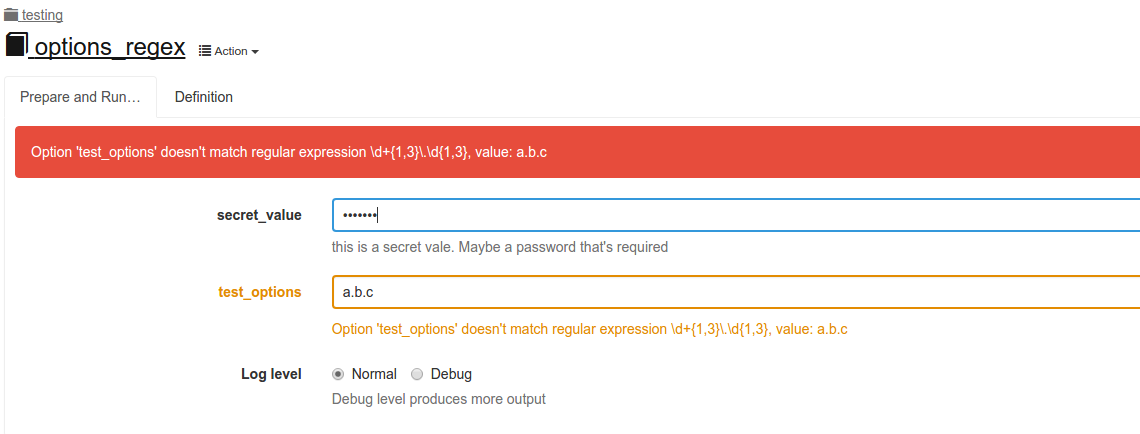 testing
options_regex Action
Prepare and Run… Definition
Option 'test_options' doesn't match regular expression \d+{1,3}\.\d{1,3}, value: a.b.c
secret_value •••••••
this is a secret vale. Maybe a password that's required
test_options a.b.c
Option 'test_options' doesn't match regular expression \d+{1,3}\.\d{1,3}, value: a.b.c
Log level Normal Debug
Debug level produces more output